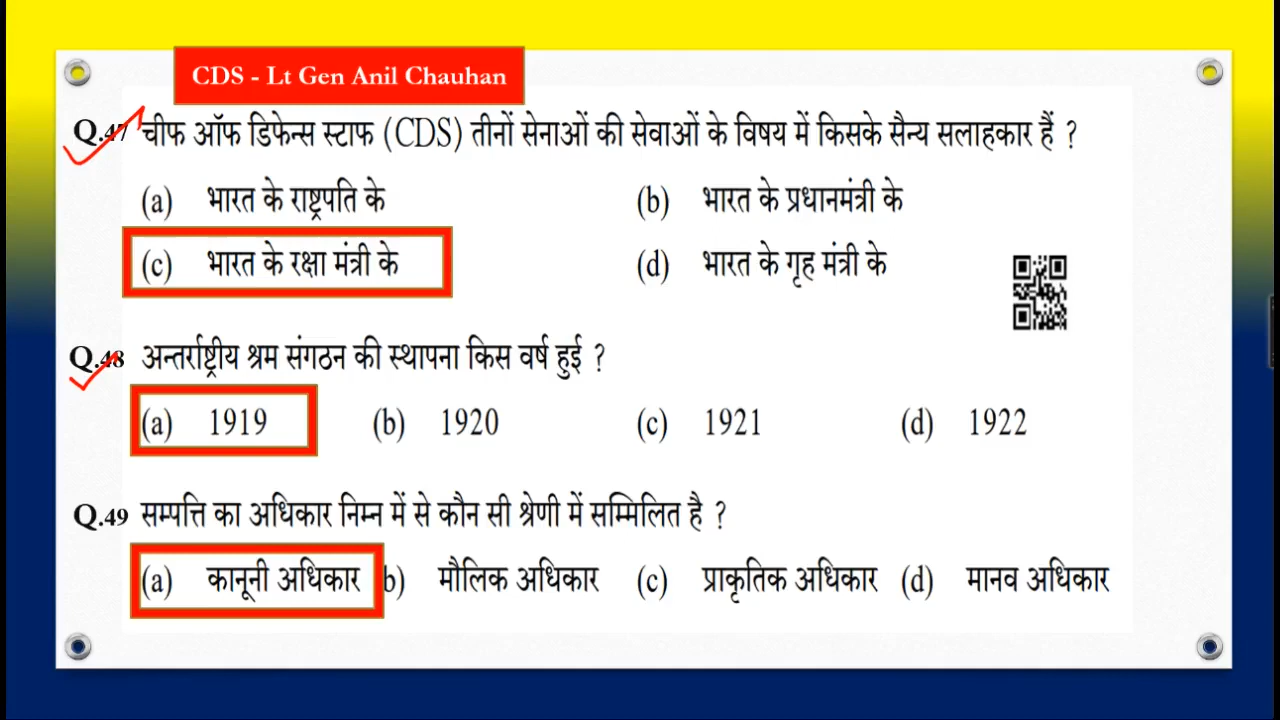 CDS - Lt Gen Anil Chauhan
Q.47 चीफ ऑफ डिफेन्स स्टाफ (CDS) तीनों सेनाओं की सेवाओं के विषय में किसके सैन्य सलाहकार हैं ?
(a) भारत के राष्ट्रपति के (b) भारत के प्रधानमंत्री के
(c) भारत के रक्षा मंत्री के (d) भारत के गृह मंत्री के
Q.48 अन्तर्राष्ट्रीय श्रम संगठन की स्थापना किस वर्ष हुई ?
(a) 1919 (b) 1920 (c) 1921 (d) 1922
Q.49 सम्पत्ति का अधिकार निम्न में से कौन सी श्रेणी में सम्मिलित है ?
(a) कानूनी अधिकार b) मौलिक अधिकार (c) प्राकृतिक अधिकार (d) मानव अधिकार